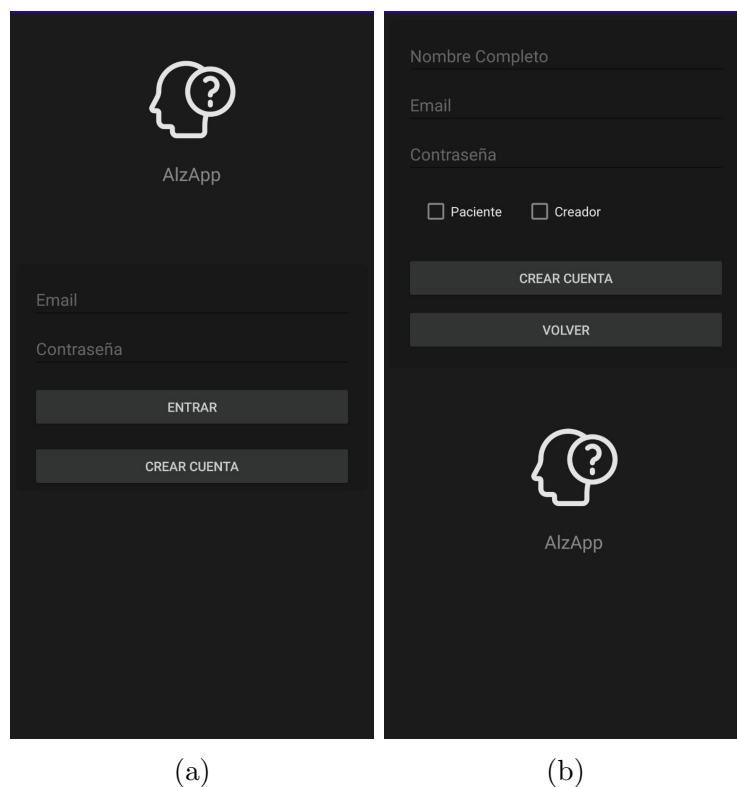 ?
AlzApp
Email
Contraseña
ENTRAR
CREAR CUENTA
(a)
Nombre Completo
Email
Contraseña
Paciente Creador
CREAR CUENTA
VOLVER
?
AlzApp
(b)